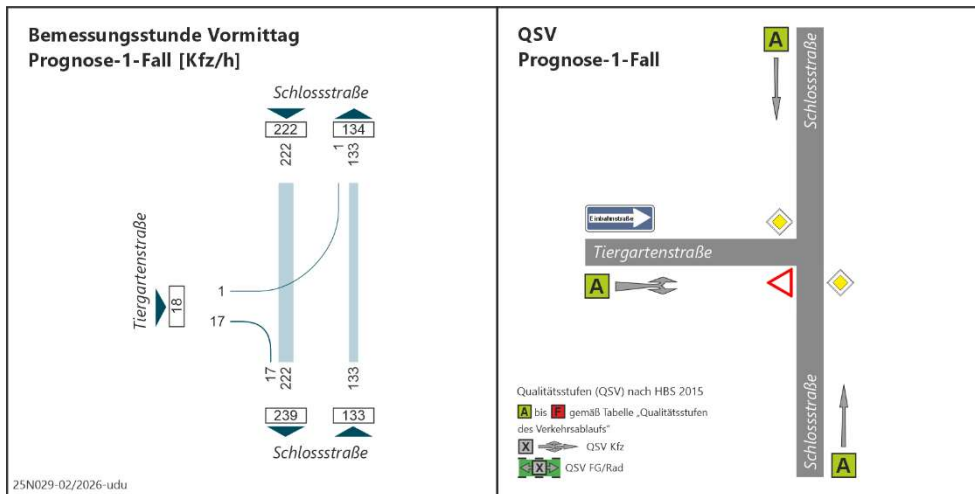 Bemessungsstunde Vormittag
Prognose-1-Fall [Kfz/h]
Schlossstraße
222
134
222
1
133
Tiergartenstraße
18
1
17
17
222
133
239
133
Schlossstraße
25N029-02/2026-udu
QSV
Prognose-1-Fall
A
Schlossstraße
Einbahnstraße
Tiergartenstraße
A
Qualitätsstufen (QSV) nach HBS 2015
A bis F gemäß Tabelle „Qualitätsstufen
des Verkehrsablaufs“
X QSV Kfz
X QSV FG/Rad
Schlossstraße
A